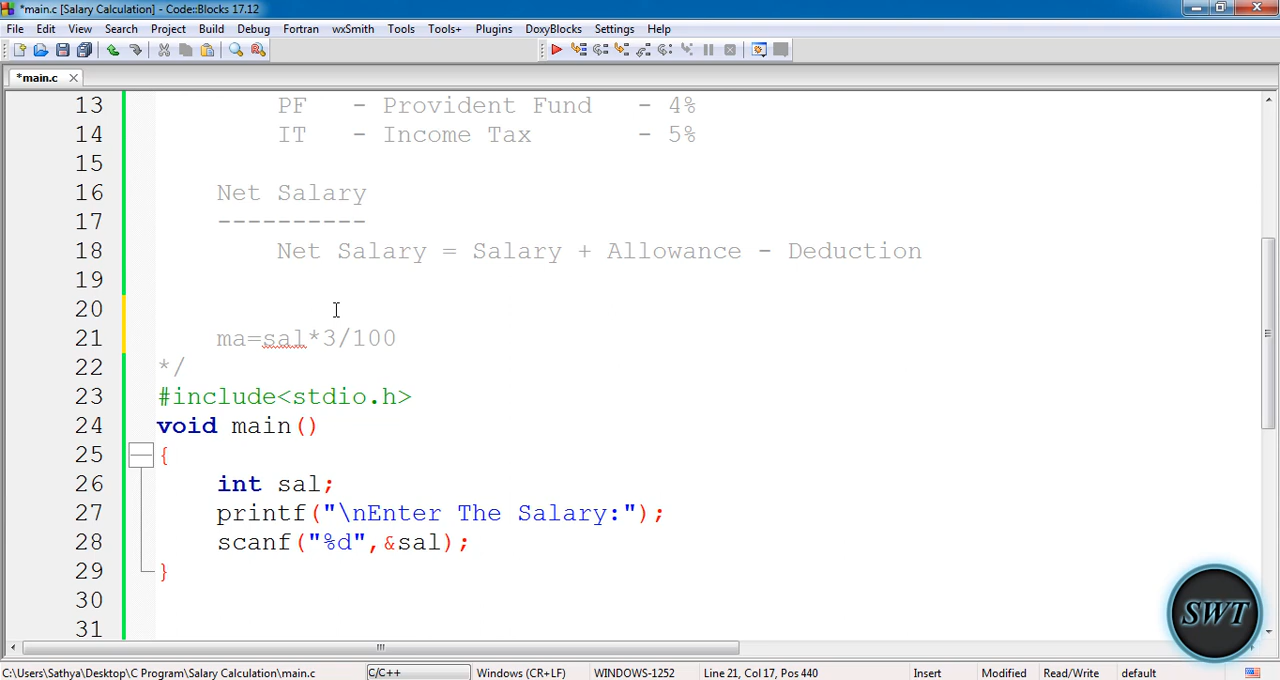 *main.c [Salary Calculation] - Code::Blocks 17.12
File Edit View Search Project Build Debug Fortran wxSmith Tools Tools+ Plugins DoxyBlocks Settings Help
*main.c
13 PF - Provident Fund - 4%
14 IT - Income Tax - 5%
15
16 Net Salary
17 ----------
18 Net Salary = Salary + Allowance - Deduction
19
20
21 ma=sal*3/100
22 */
23 #include<stdio.h>
24 void main()
25 {
26 int sal;
27 printf("\nEnter The Salary:");
28 scanf("%d",&sal);
29 }
30
31
SWT
C:\Users\Sathya\Desktop\C Program\Salary Calculation\main.c C/C++ Windows (CR+LF) WINDOWS-1252 Line 21, Col 17, Pos 440 Insert Modified Read/Write default